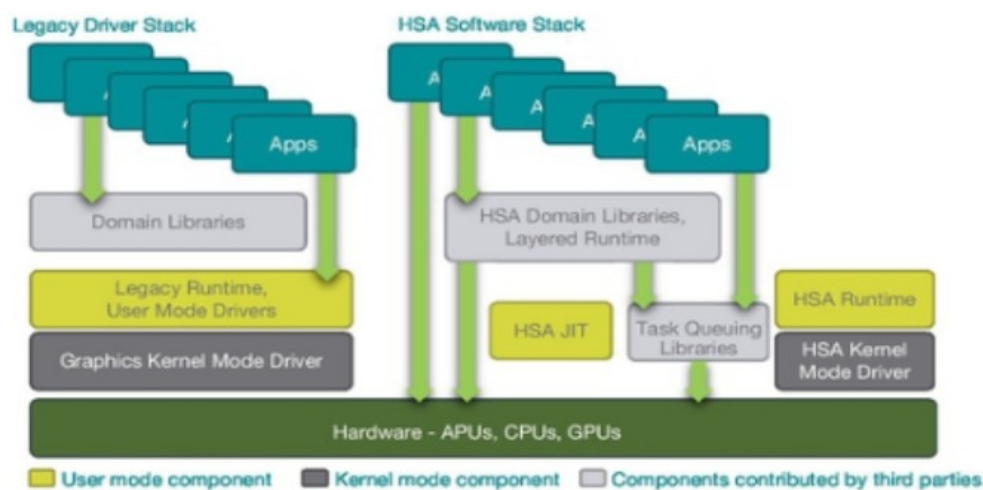 Legacy Driver Stack
HSA Software Stack
A
A
A
A
A
A
A
Apps
Apps
Domain Libraries
HSA Domain Libraries,
Layered Runtime
Legacy Runtime,
User Mode Drivers
HSA JIT
Task Queuing
Libraries
HSA Runtime
Graphics Kernel Mode Driver
HSA Kernel
Mode Driver
Hardware - APUs, CPUs, GPUs
User mode component
Kernel mode component
Components contributed by third parties